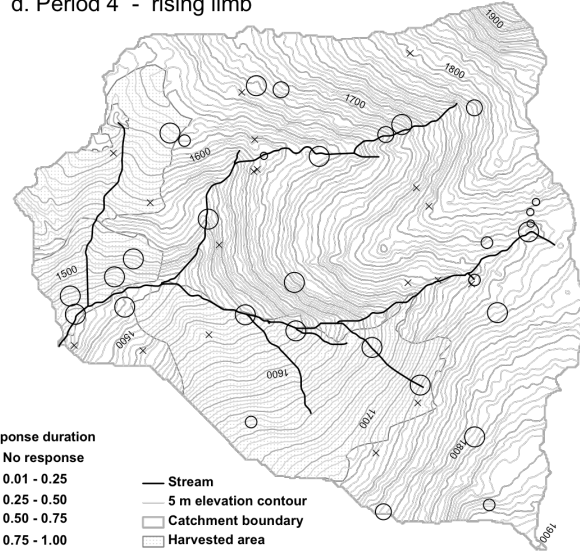 d. Period 4 - rising limb
1900
1800
1700
1600
1500
1500
1600
1700
1800
1900
ponse duration
No response
0.01 - 0.25
0.25 - 0.50
0.50 - 0.75
0.75 - 1.00
Stream
5 m elevation contour
Catchment boundary
Harvested area